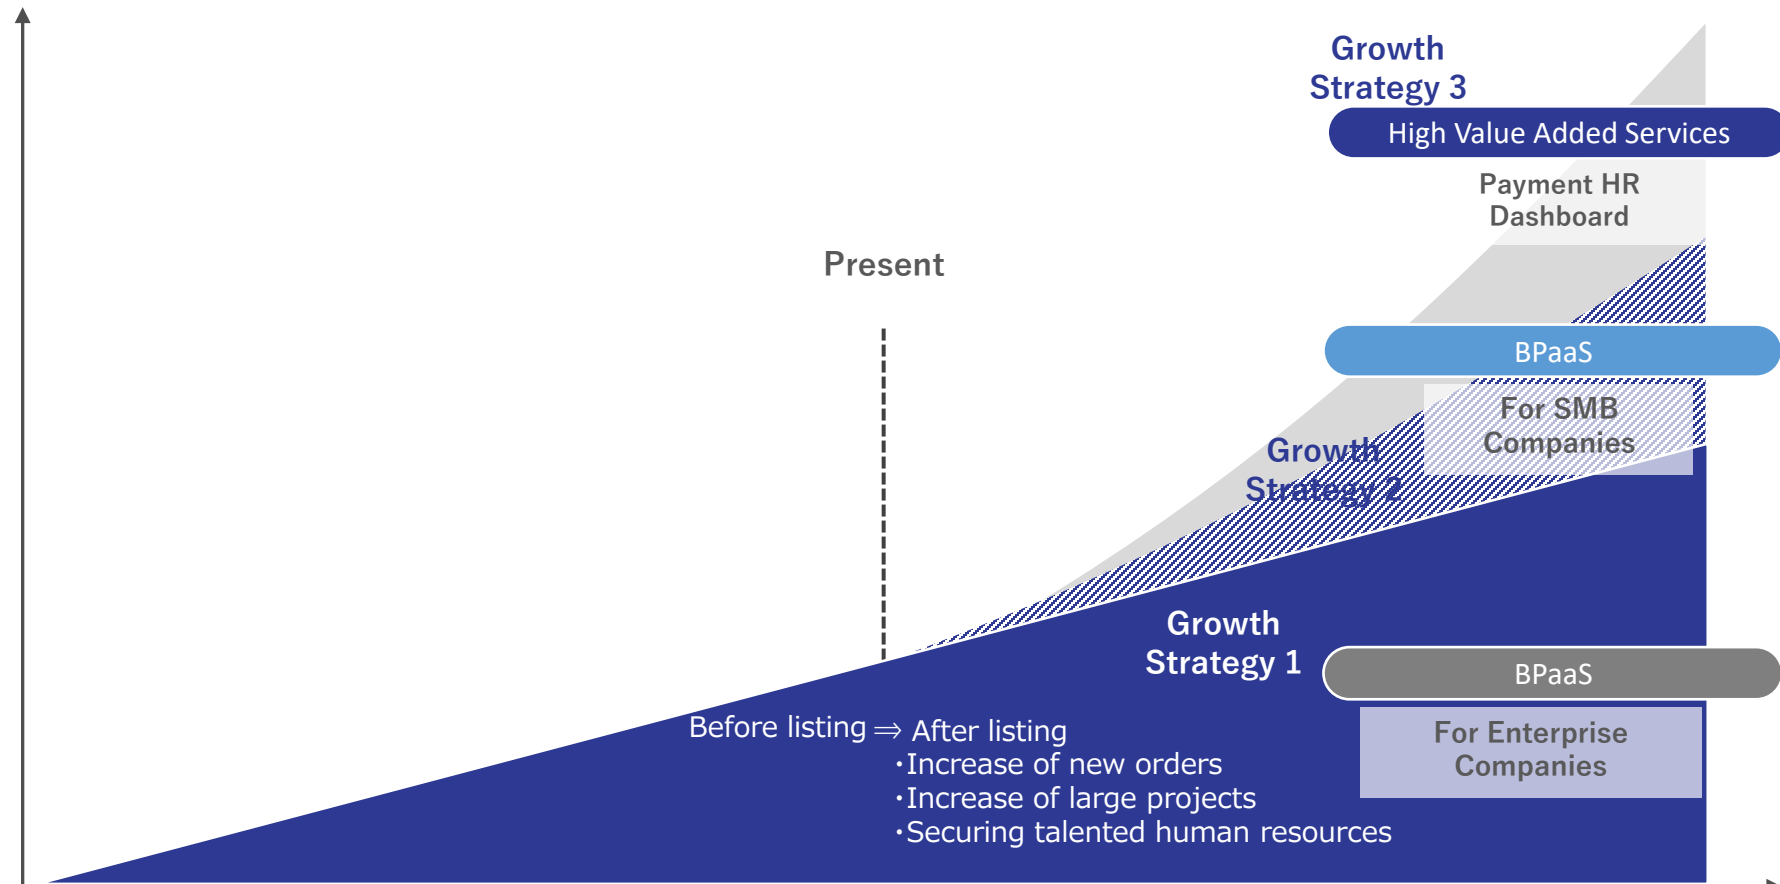 Growth
Strategy 3
High Value Added Services
Payment HR
Dashboard
Present
BPaaS
For SMB
Companies
Growth
Strategy 2
Growth
Strategy 1
BPaaS
For Enterprise
Companies
Before listing ⇒ After listing
・Increase of new orders
・Increase of large projects
・Securing talented human resources